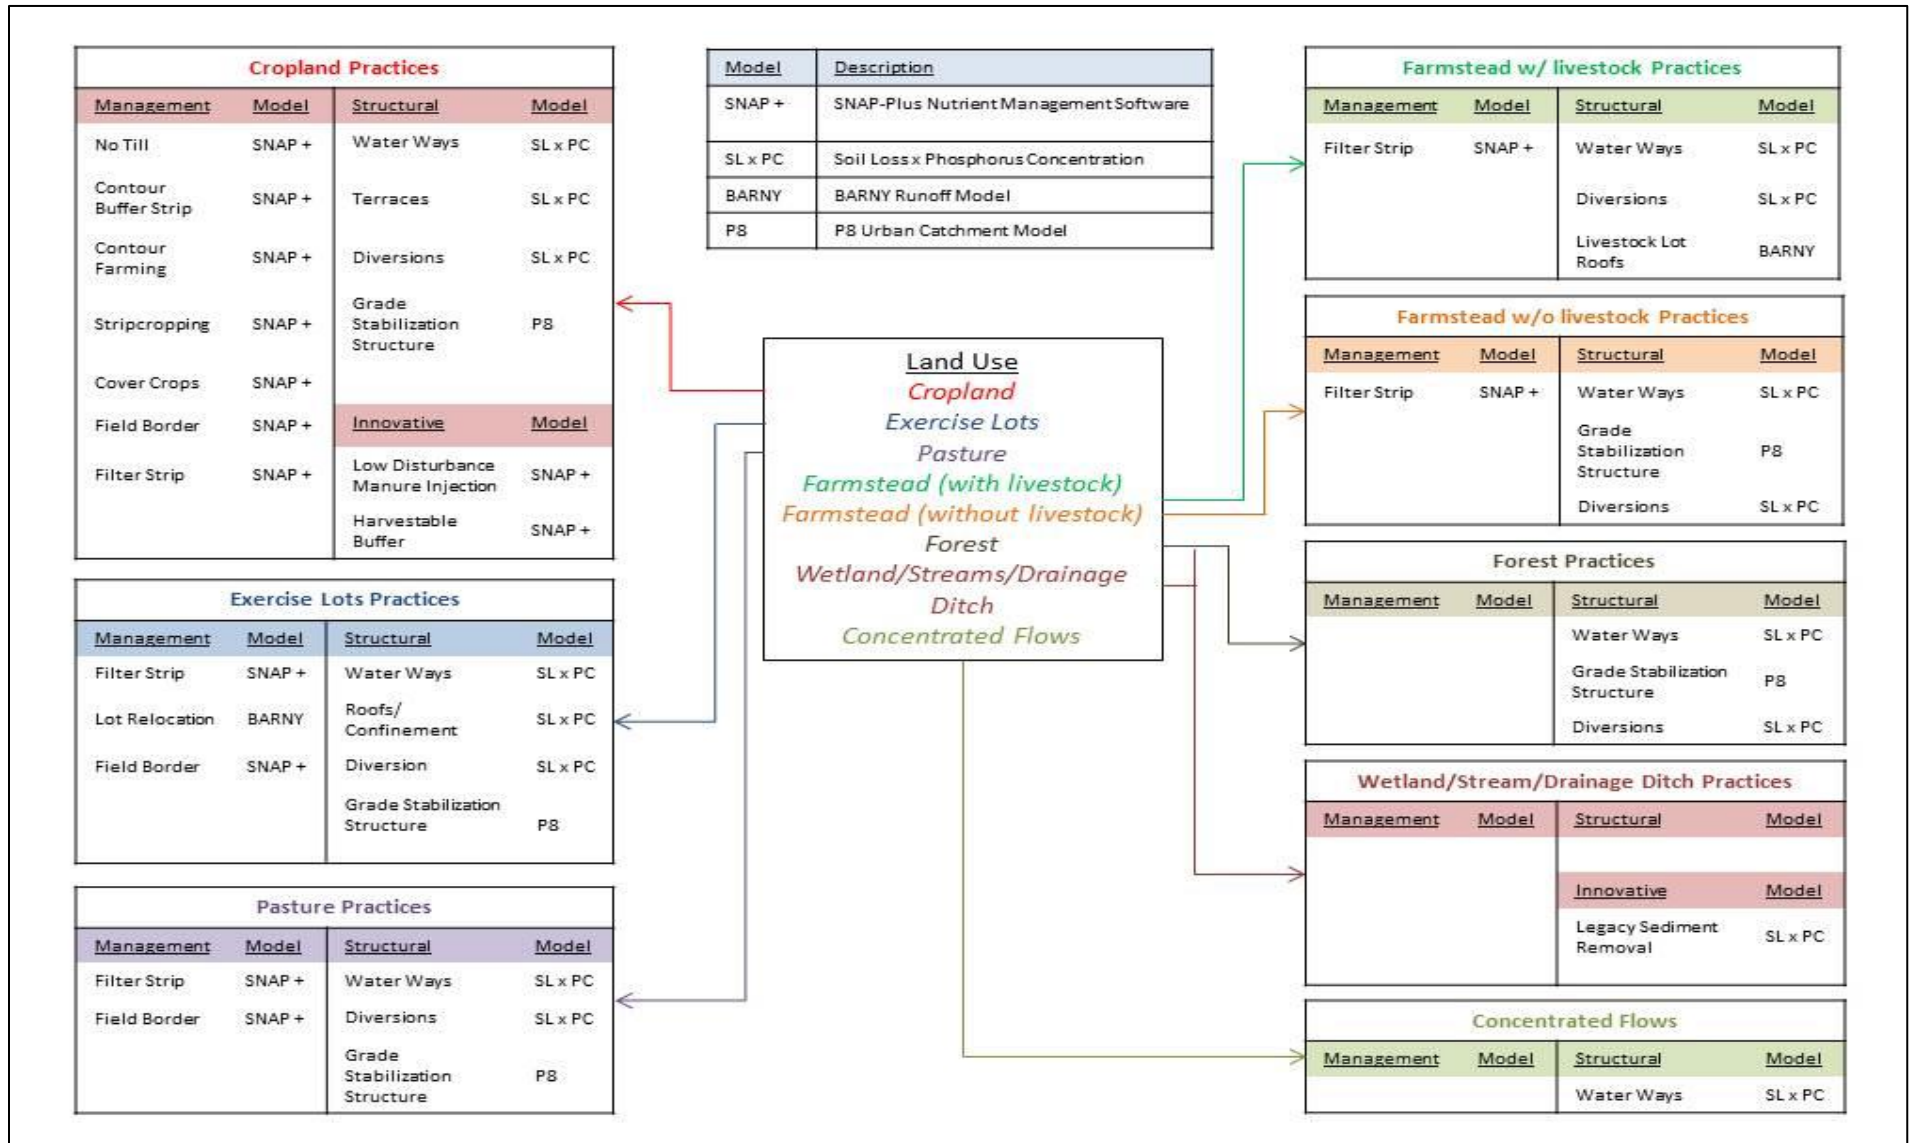 Cropland Practices
Management Model Structural Model
No Till SNAP + Water Ways SL x PC
Contour
Buffer Strip SNAP + Terraces SL x PC
Contour
Farming SNAP + Diversions SL x PC
Stripcropping SNAP + Grade
Stabilization
Structure P8
Cover Crops SNAP +
Field Border SNAP + Innovative Model
Filter Strip SNAP + Low Disturbance
Manure Injection SNAP +
Harvestable
Buffer SNAP +
Exercise Lots Practices
Management Model Structural Model
Filter Strip SNAP + Water Ways SL x PC
Lot Relocation BARNY Roofs/
Confinement SL x PC
Field Border SNAP + Diversion SL x PC
Grade Stabilization
Structure P8
Pasture Practices
Management Model Structural Model
Filter Strip SNAP + Water Ways SL x PC
Field Border SNAP + Diversions SL x PC
Grade
Stabilization
Structure P8
Model Description
SNAP + SNAP-Plus Nutrient Management Software
SL x PC Soil Loss x Phosphorus Concentration
BARNY BARNY Runoff Model
P8 P8 Urban Catchment Model
Land Use
Cropland
Exercise Lots
Pasture
Farmstead (with livestock)
Farmstead (without livestock)
Forest
Wetland/Streams/Drainage
Ditch
Concentrated Flows
Farmstead w/ livestock Practices
Management Model Structural Model
Filter Strip SNAP + Water Ways SL x PC
Diversions SL x PC
Livestock Lot
Roofs BARNY
Farmstead w/o livestock Practices
Management Model Structural Model
Filter Strip SNAP + Water Ways SL x PC
Grade
Stabilization
Structure P8
Diversions SL x PC
Forest Practices
Management Model Structural Model
Water Ways SL x PC
Grade Stabilization
Structure P8
Diversions SL x PC
Wetland/Stream/Drainage Ditch Practices
Management Model Structural Model
Innovative Model
Legacy Sediment
Removal SL x PC
Concentrated Flows
Management Model Structural Model
Water Ways SL x PC